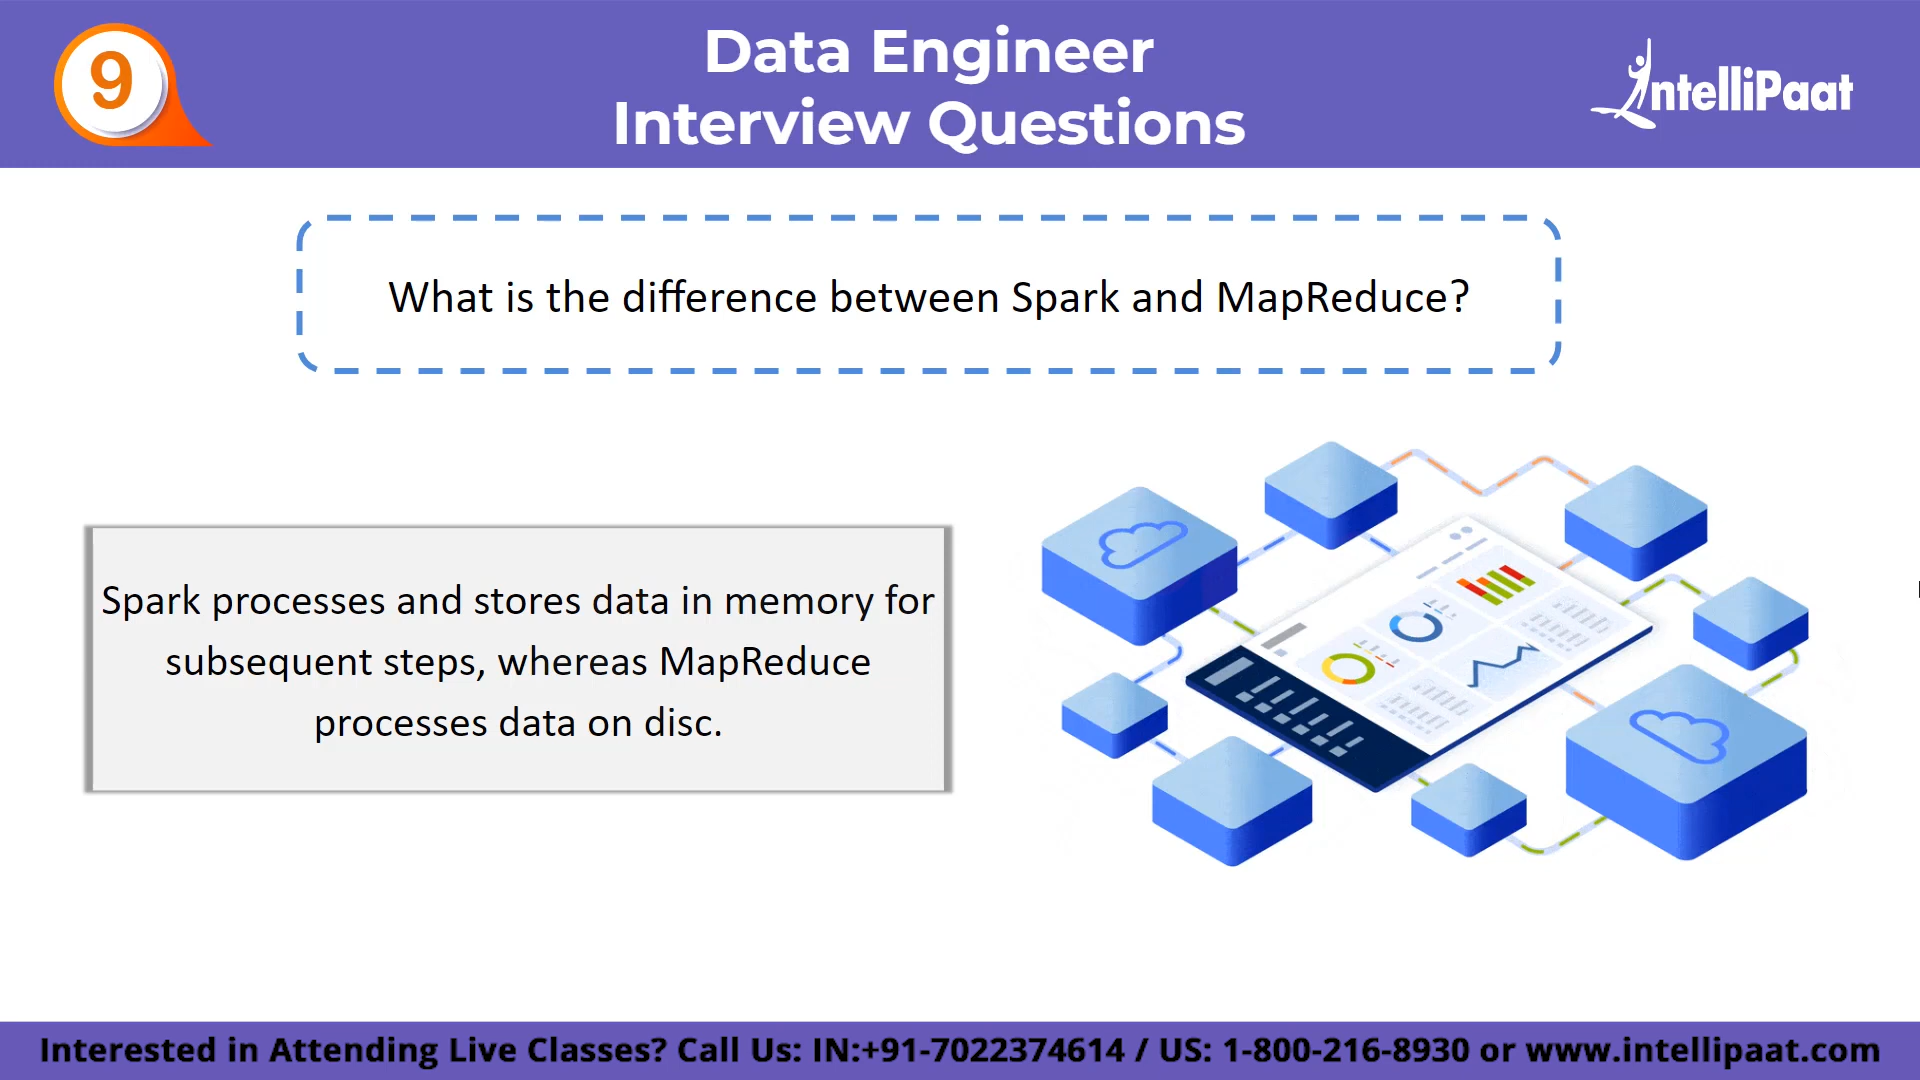 9
Data Engineer
Interview Questions
IntelliPaat
What is the difference between Spark and MapReduce?
Spark processes and stores data in memory for
subsequent steps, whereas MapReduce
processes data on disc.
Interested in Attending Live Classes? Call Us: IN:+91-7022374614 / US: 1-800-216-8930 or www.intellipaat.com